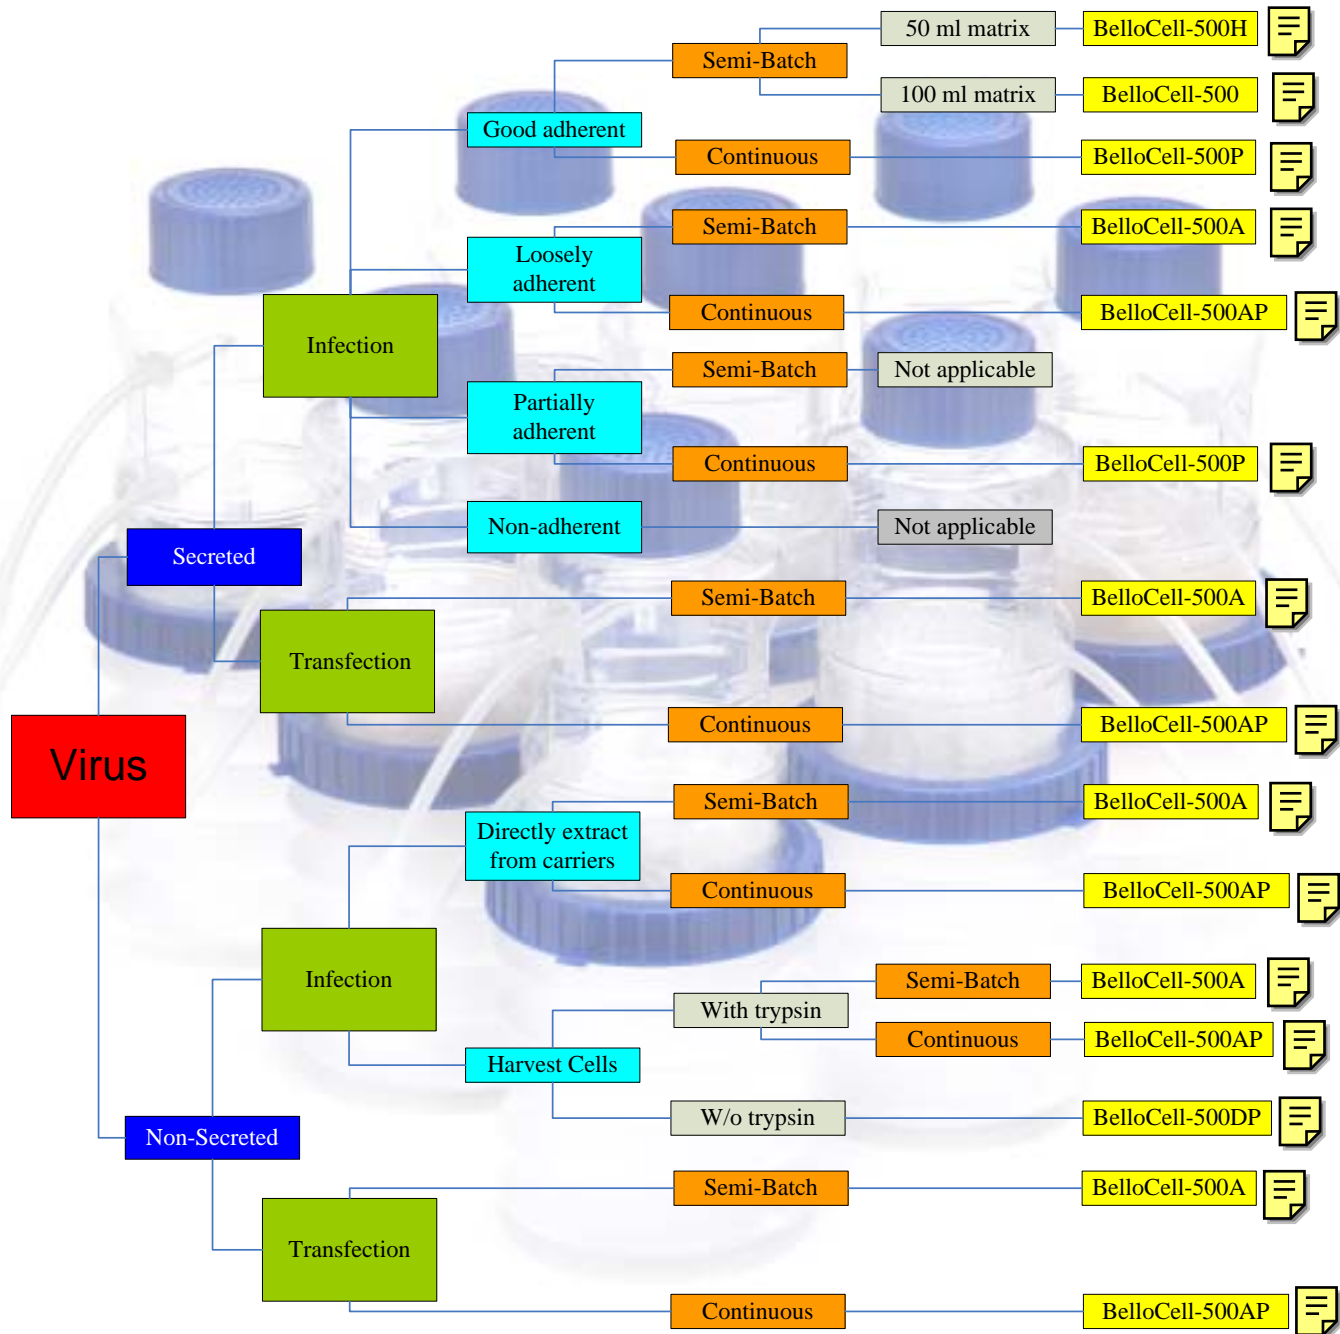 50 ml matrix
BelloCell-500H
Semi-Batch
100 ml matrix
BelloCell-500
Good adherent
Continuous
BelloCell-500P
Semi-Batch
BelloCell-500A
Loosely
adherent
Continuous
BelloCell-500AP
Infection
Semi-Batch
Not applicable
Partially
adherent
Continuous
BelloCell-500P
Non-adherent
Not applicable
Secreted
Semi-Batch
BelloCell-500A
Transfection
Continuous
BelloCell-500AP
Virus
Semi-Batch
BelloCell-500A
Directly extract
from carriers
Continuous
BelloCell-500AP
Infection
Semi-Batch
BelloCell-500A
With trypsin
Continuous
BelloCell-500AP
Harvest Cells
W/o trypsin
BelloCell-500DP
Non-Secreted
Semi-Batch
BelloCell-500A
Transfection
Continuous
BelloCell-500AP